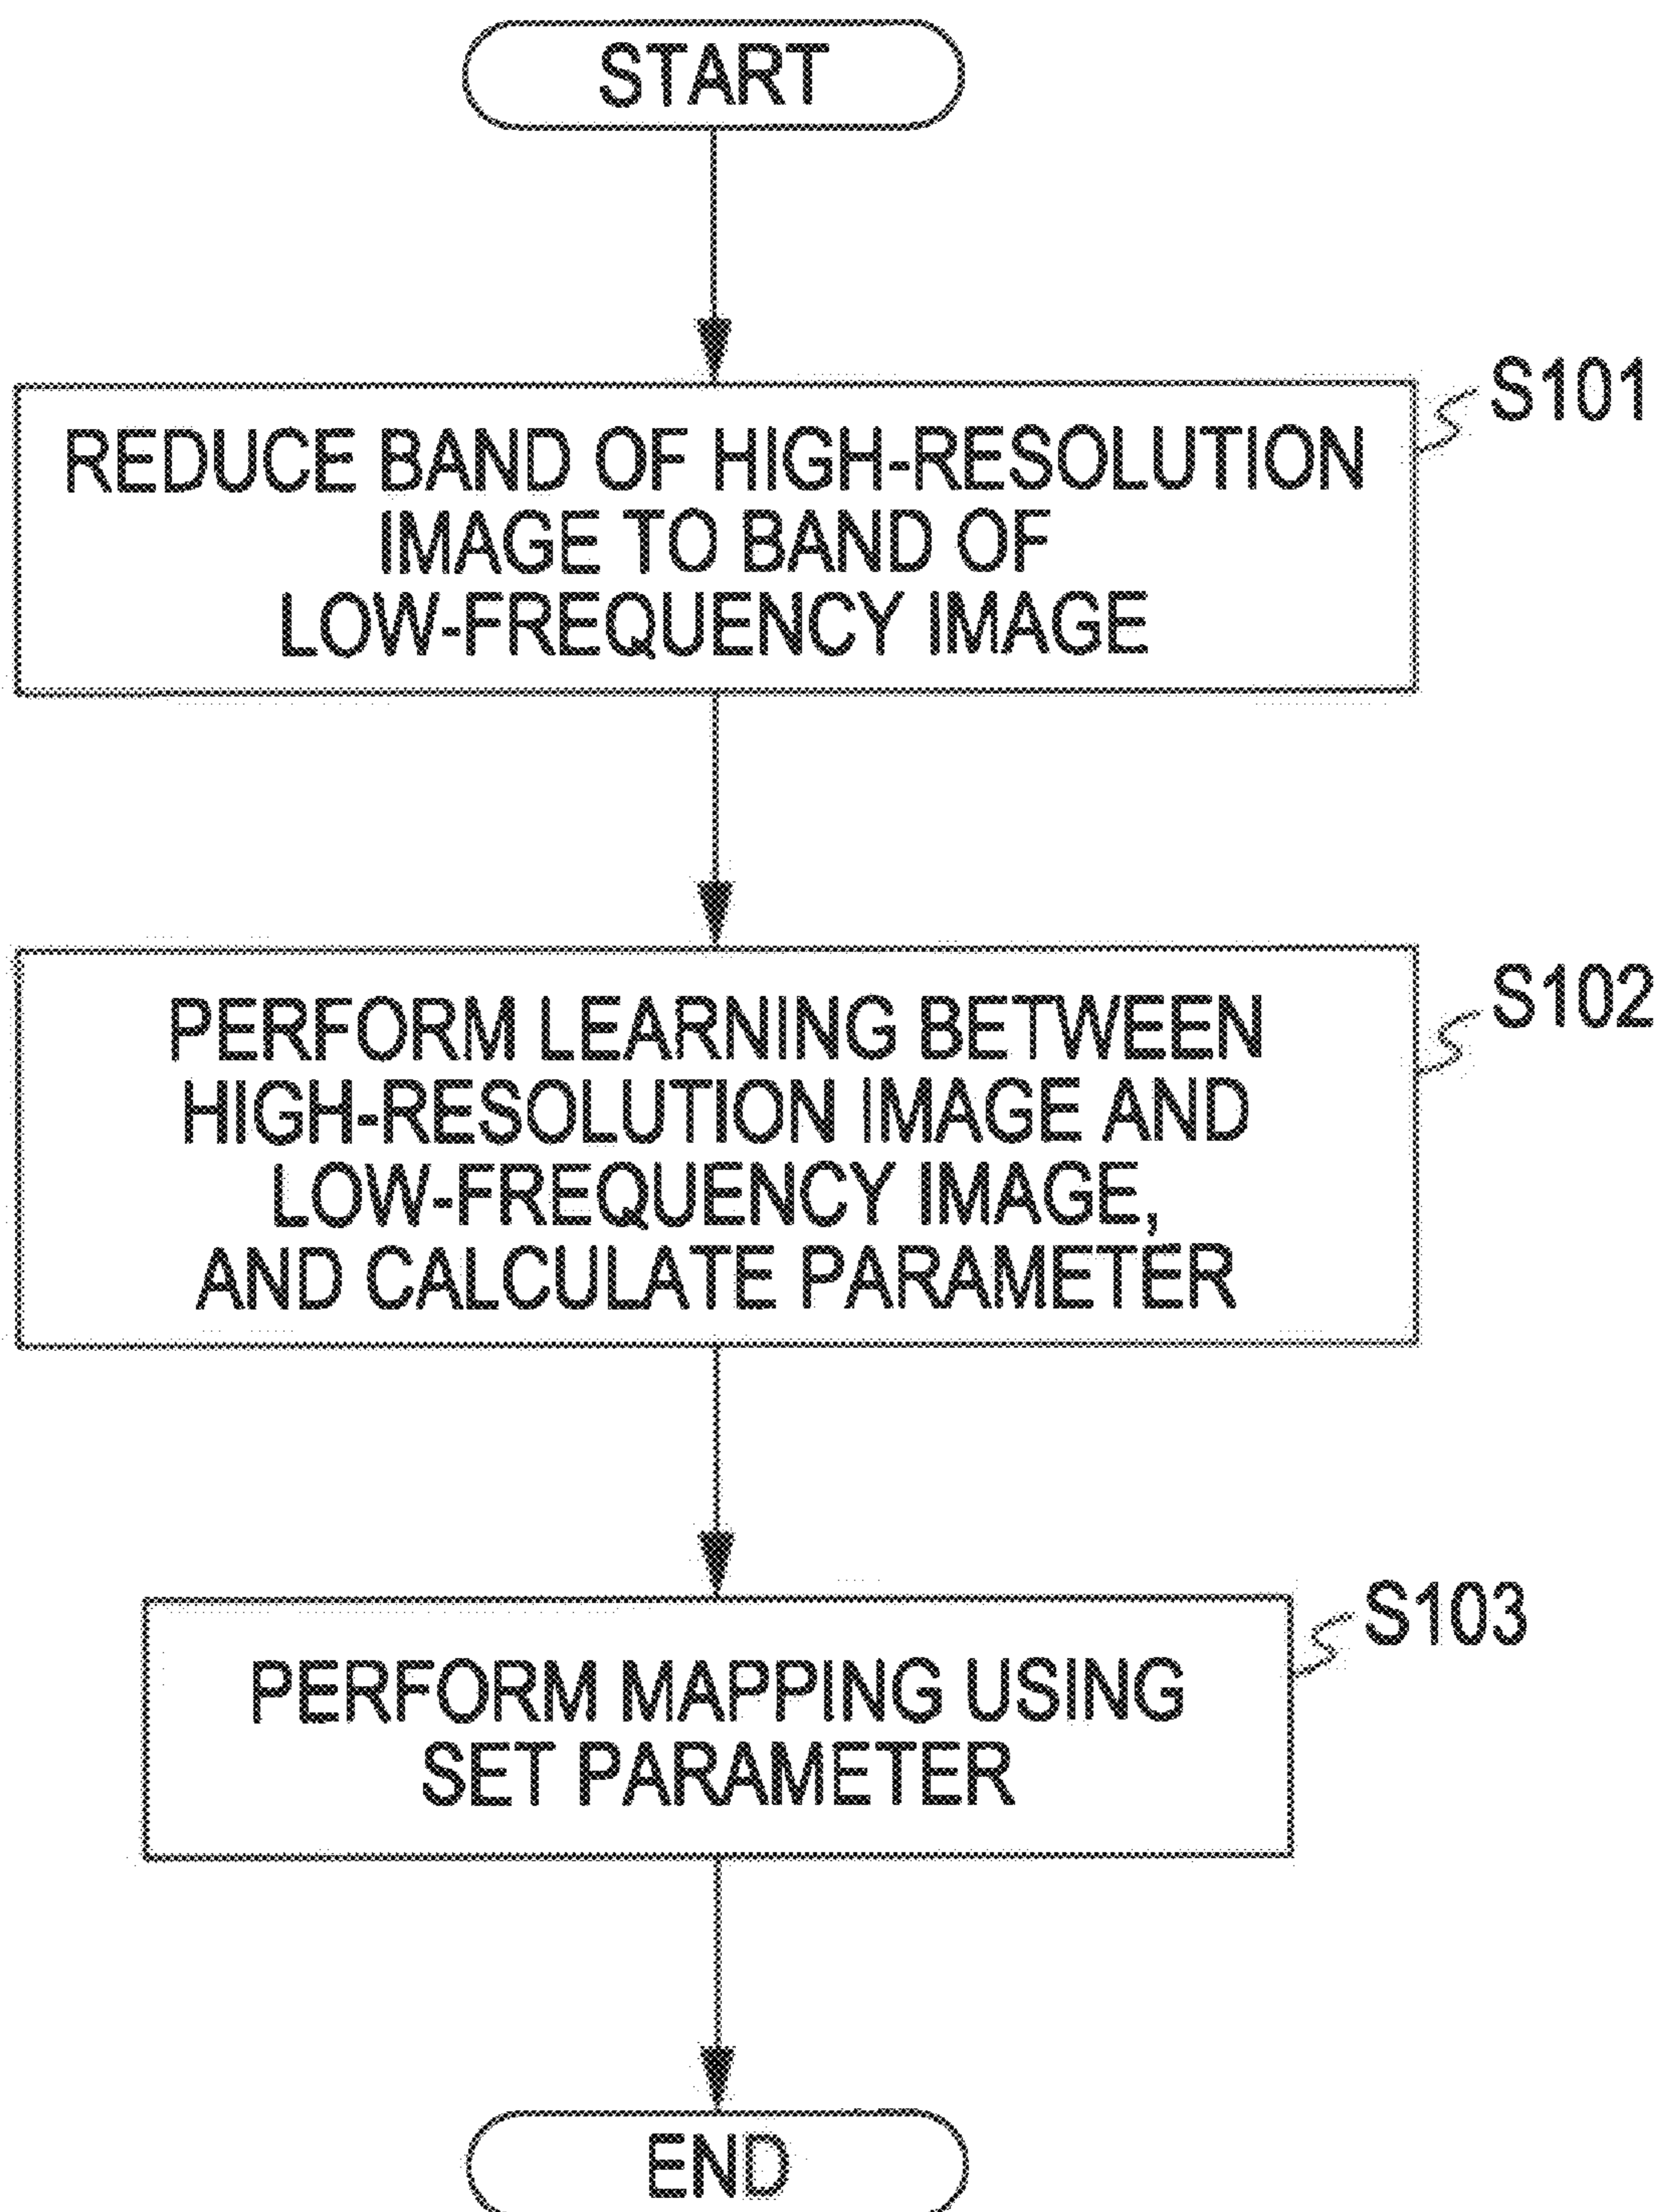 START
S101
REDUCE BAND OF HIGH-RESOLUTION
IMAGE TO BAND OF
LOW-FREQUENCY IMAGE
S102
PERFORM LEARNING BETWEEN
HIGH-RESOLUTION IMAGE AND
LOW-FREQUENCY IMAGE,
AND CALCULATE PARAMETER
S103
PERFORM MAPPING USING
SET PARAMETER
END